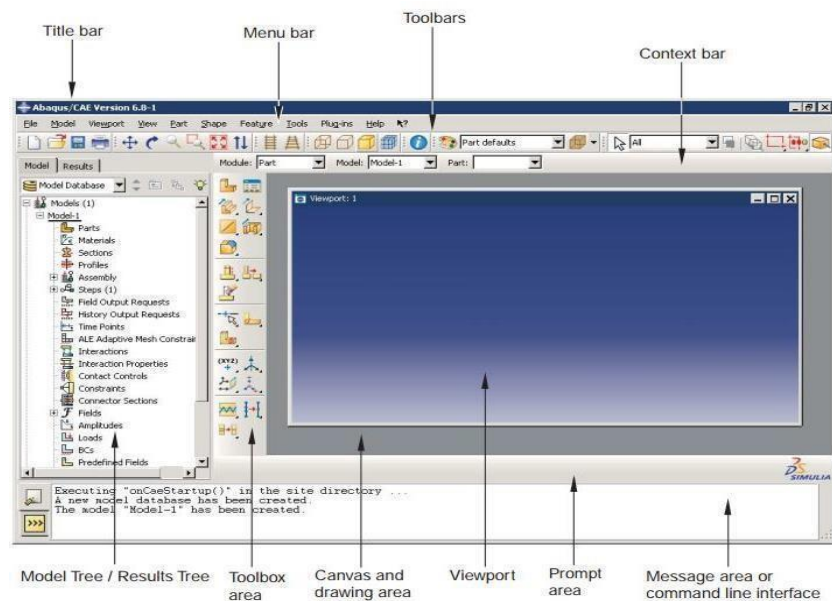 Title bar
Menu bar
Toolbars
Context bar
Abaqus/CAE Version 6.8-1
File Model Viewport View Part Shape Feature Tools Plug-ins Help
Part defaults
All
Model Results
Module: Part Model: Model-1 Part:
Model Database
Models (1)
Model-1
Parts
Materials
Sections
Profiles
Assembly
Steps (1)
Field Output Requests
History Output Requests
Time Points
ALE Adaptive Mesh Constrai
Interactions
Interaction Properties
Contact Controls
Constraints
Connector Sections
Fields
Amplitudes
Loads
BCs
Predefined Fields
Viewport: 1
(XYZ)
SIMULIA
Executing "onCaeStartup()" in the site directory ...
A new model database has been created.
The model "Model-1" has been created.
>>>
Model Tree / Results Tree
Toolbox
area
Canvas and
drawing area
Viewport
Prompt
area
Message area or
command line interface